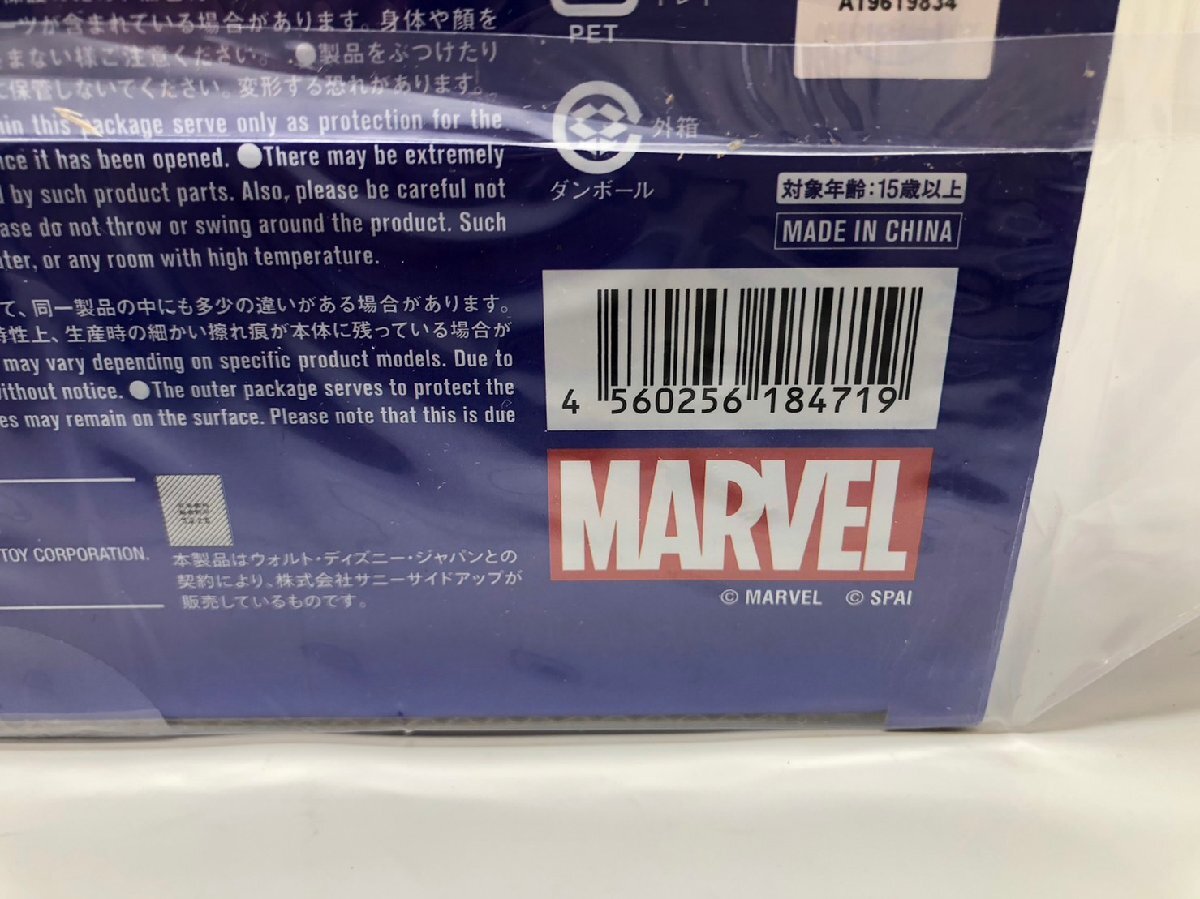 ーツが含まれている場合があります。身体や顔を
まない様ご注意ください。●製品をぶつけたり
に保管しないでください。変形する恐れがあります。
in this package serve only as protection for the
nce it has been opened. ●There may be extremely
by such product parts. Also, please be careful not
ase do not throw or swing around the product. Such
ater, or any room with high temperature.
て、同一製品の中にも多少の違いがある場合があります。
特性上、生産時の細かい擦れ痕が本体に残っている場合が
may vary depending on specific product models. Due to
without notice. ●The outer package serves to protect the
es may remain on the surface. Please note that this is due
TOY CORPORATION.
本製品はウォルト・ディズニー・ジャパンとの
契約により、株式会社サニーサイドアップが
販売しているものです。
PET
外箱
ダンボール
A19619834
対象年齢:15歳以上
MADE IN CHINA
4 560256 184719
MARVEL
© MARVEL © SPAI